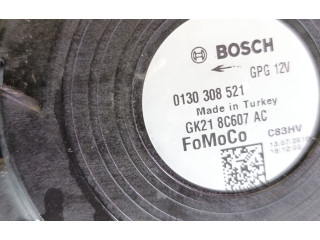 BOSCH
GPG 12V
0130 308 521
Made in Turkey
GK21 8C607 AC
FoMoCo
C83HV